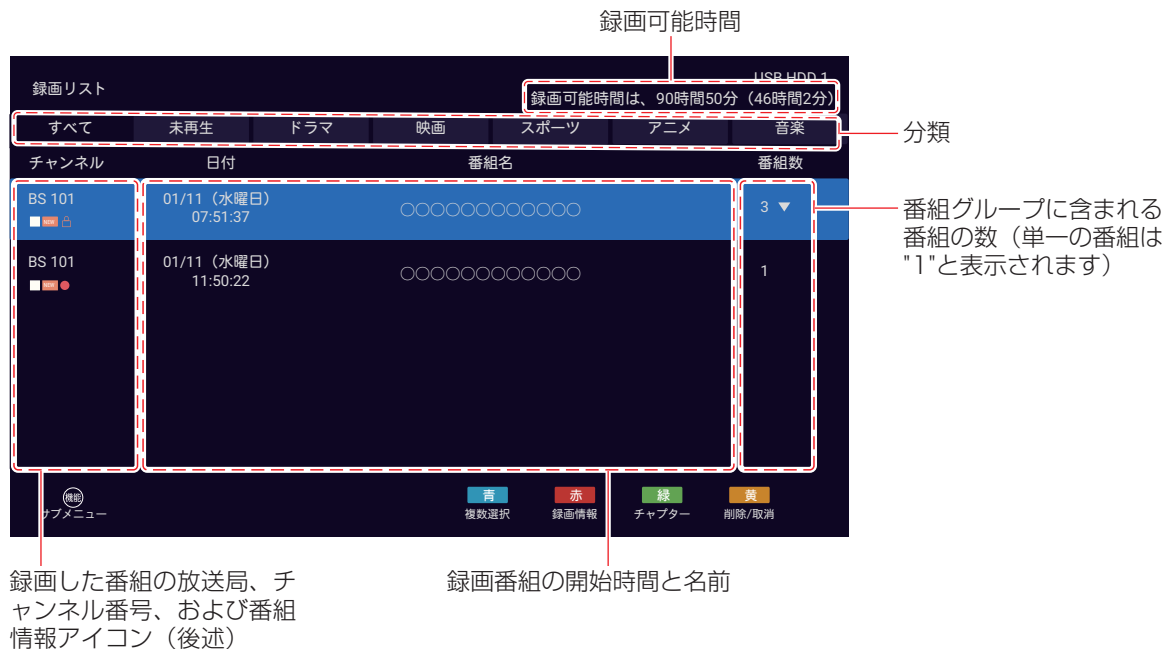 録画可能時間
USB HDD 1
録画リスト
録画可能時間は、90時間50分（46時間2分）
すべて 未再生 ドラマ 映画 スポーツ アニメ 音楽
分類
チャンネル 日付 番組名 番組数
BS 101 01/11（水曜日） ○○○○○○○○○○○○ 3 ▼
NEW 07:51:37
番組グループに含まれる
番組の数（単一の番組は
"1"と表示されます）
BS 101 01/11（水曜日） ○○○○○○○○○○○○ 1
NEW 11:50:22
機能 青 赤 緑 黄
サブメニュー 複数選択 録画情報 チャプター 削除/取消
録画した番組の放送局、チ
ャンネル番号、および番組
情報アイコン（後述）
録画番組の開始時間と名前